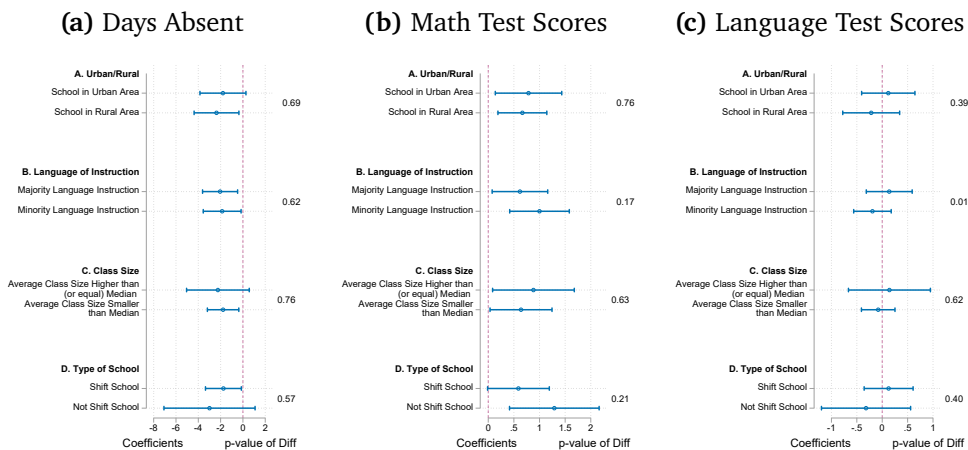 (a) Days Absent
A. Urban/Rural
School in Urban Area
0.69
School in Rural Area
B. Language of Instruction
Majority Language Instruction
0.62
Minority Language Instruction
C. Class Size
Average Class Size Higher than
(or equal) Median
0.76
Average Class Size Smaller
than Median
D. Type of School
Shift School
0.57
Not Shift School
-8 -6 -4 -2 0 2
Coefficients p-value of Diff
(b) Math Test Scores
A. Urban/Rural
School in Urban Area
0.76
School in Rural Area
B. Language of Instruction
Majority Language Instruction
0.17
Minority Language Instruction
C. Class Size
Average Class Size Higher than
(or equal) Median
0.63
Average Class Size Smaller
than Median
D. Type of School
Shift School
0.21
Not Shift School
0 .5 1 1.5 2
Coefficients p-value of Diff
(c) Language Test Scores
A. Urban/Rural
School in Urban Area
0.39
School in Rural Area
B. Language of Instruction
Majority Language Instruction
0.01
Minority Language Instruction
C. Class Size
Average Class Size Higher than
(or equal) Median
0.62
Average Class Size Smaller
than Median
D. Type of School
Shift School
0.40
Not Shift School
-1 -.5 0 .5 1
Coefficients p-value of Diff